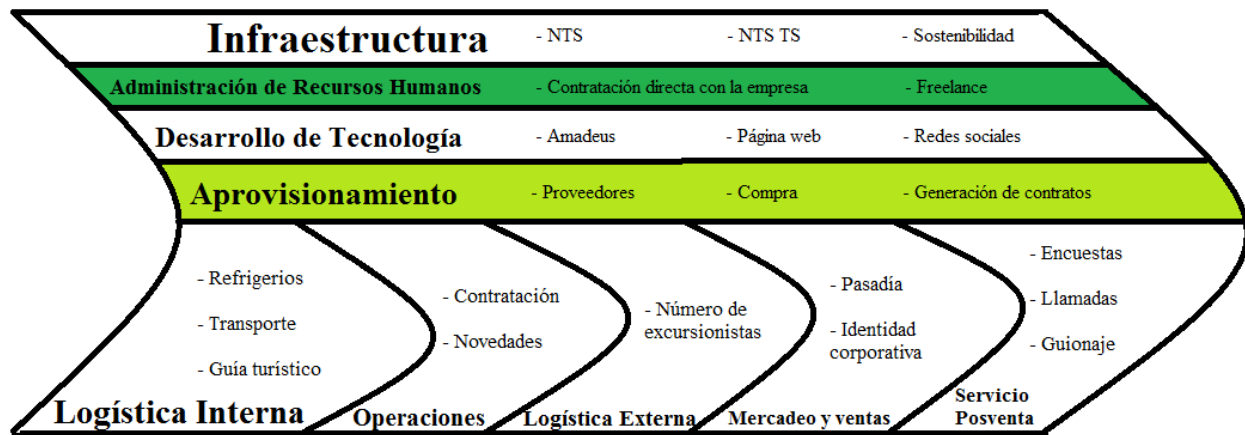 Infraestructura - NTS - NTS TS - Sostenibilidad
Administración de Recursos Humanos - Contratación directa con la empresa - Freelance
Desarrollo de Tecnología - Amadeus - Página web - Redes sociales
Aprovisionamiento - Proveedores - Compra - Generación de contratos
- Refrigerios
- Transporte
- Guía turístico
Logística Interna
- Contratación
- Novedades
Operaciones
- Número de
excursionistas
Logística Externa
- Pasadía
- Identidad
corporativa
Mercadeo y ventas
- Encuestas
- Llamadas
- Guionaje
Servicio
Posventa